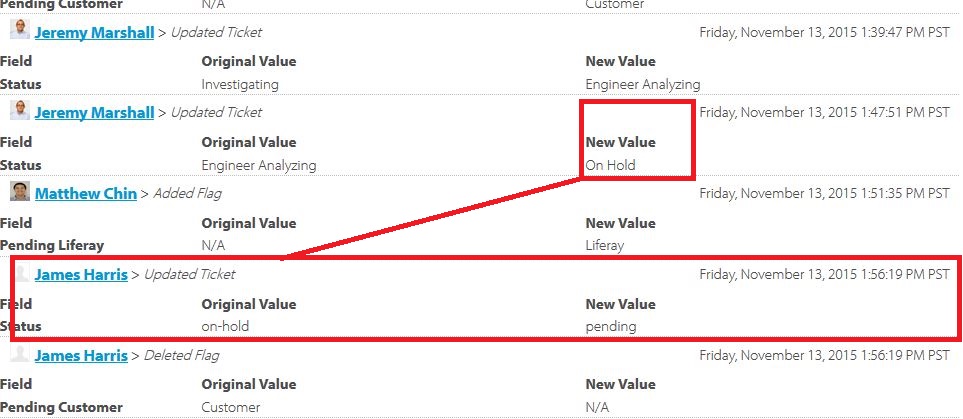 Pending Customer N/A Customer
Jeremy Marshall > Updated Ticket Friday, November 13, 2015 1:39:47 PM PST
Field Original Value New Value
Status Investigating Engineer Analyzing
Jeremy Marshall > Updated Ticket Friday, November 13, 2015 1:47:51 PM PST
Field Original Value New Value
Status Engineer Analyzing On Hold
Matthew Chin > Added Flag Friday, November 13, 2015 1:51:35 PM PST
Field Original Value New Value
Pending Liferay N/A Liferay
James Harris > Updated Ticket Friday, November 13, 2015 1:56:19 PM PST
Field Original Value New Value
Status on-hold pending
James Harris > Deleted Flag Friday, November 13, 2015 1:56:19 PM PST
Field Original Value New Value
Pending Customer Customer N/A